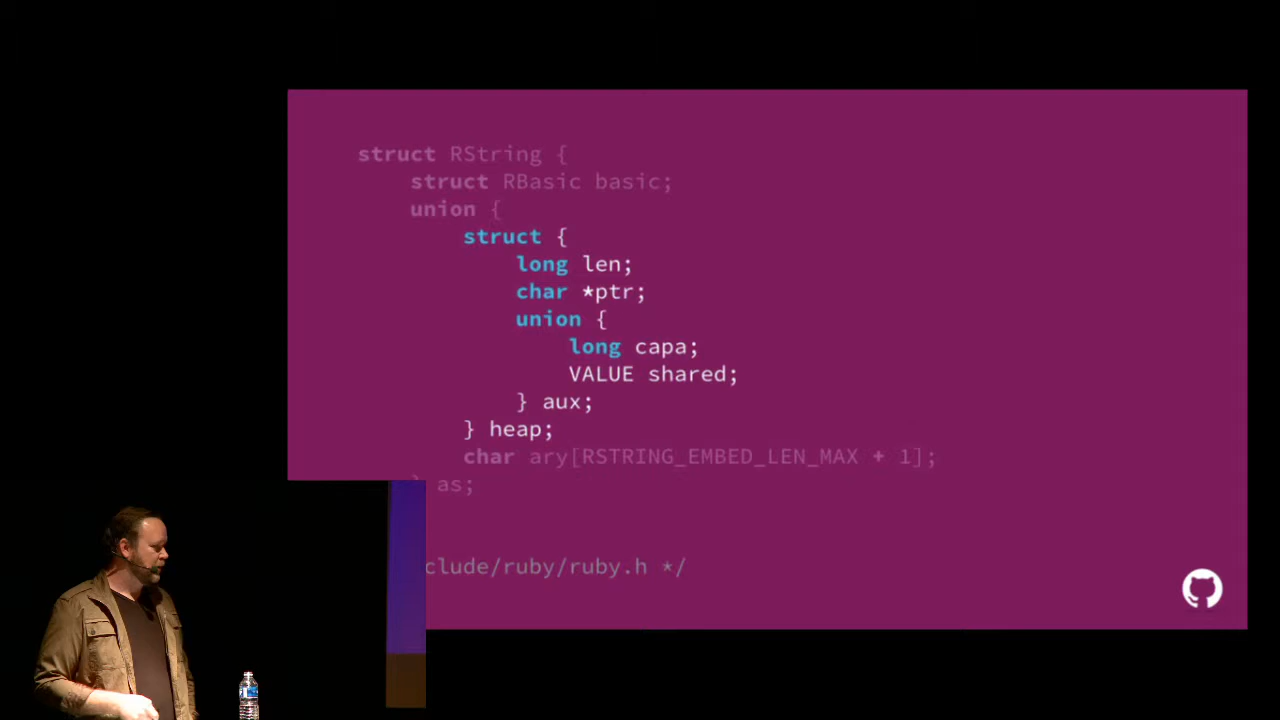 struct RString {
struct RBasic basic;
union {
struct {
long len;
char *ptr;
union {
long capa;
VALUE shared;
} aux;
} heap;
char ary[RSTRING_EMBED_LEN_MAX + 1];
} as;
clude/ruby/ruby.h */